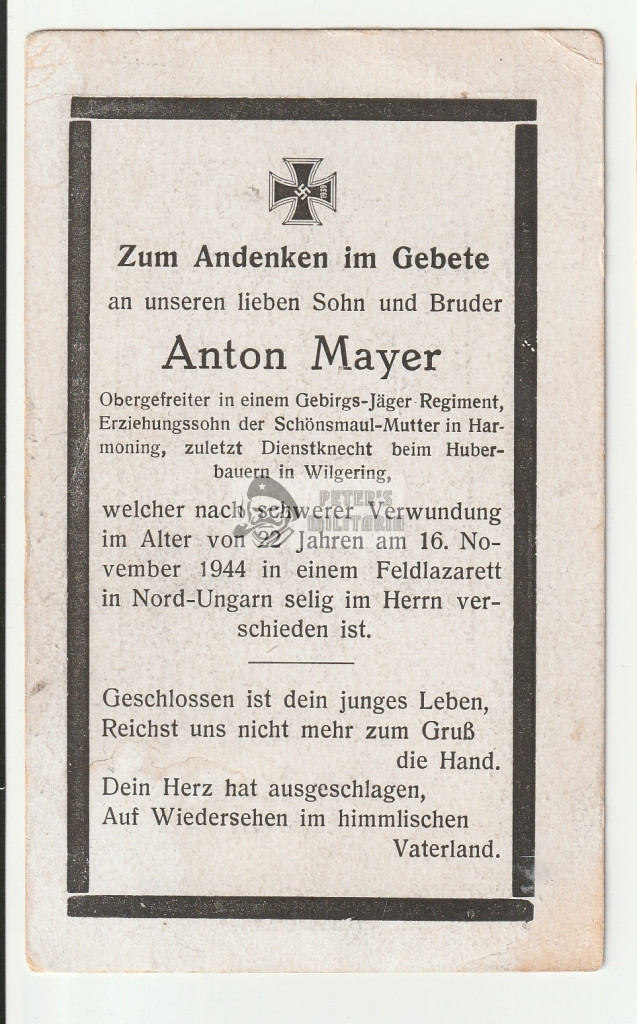 1939
Zum Andenken im Gebete
an unseren lieben Sohn und Bruder
Anton Mayer
Obergefreiter in einem Gebirgs-Jäger-Regiment,
Erziehungssohn der Schönsmaul-Mutter in Har-
moning, zuletzt Dienstknecht beim Huber-
bauern in Wilgering,
PETER'S
MILITARIA
welcher nach schwerer Verwundung
im Alter von 22 Jahren am 16. No-
vember 1944 in einem Feldlazarett
in Nord-Ungarn selig im Herrn ver-
schieden ist.
Geschlossen ist dein junges Leben,
Reichst uns nicht mehr zum Gruß
die Hand.
Dein Herz hat ausgeschlagen,
Auf Wiedersehen im himmlischen
Vaterland.